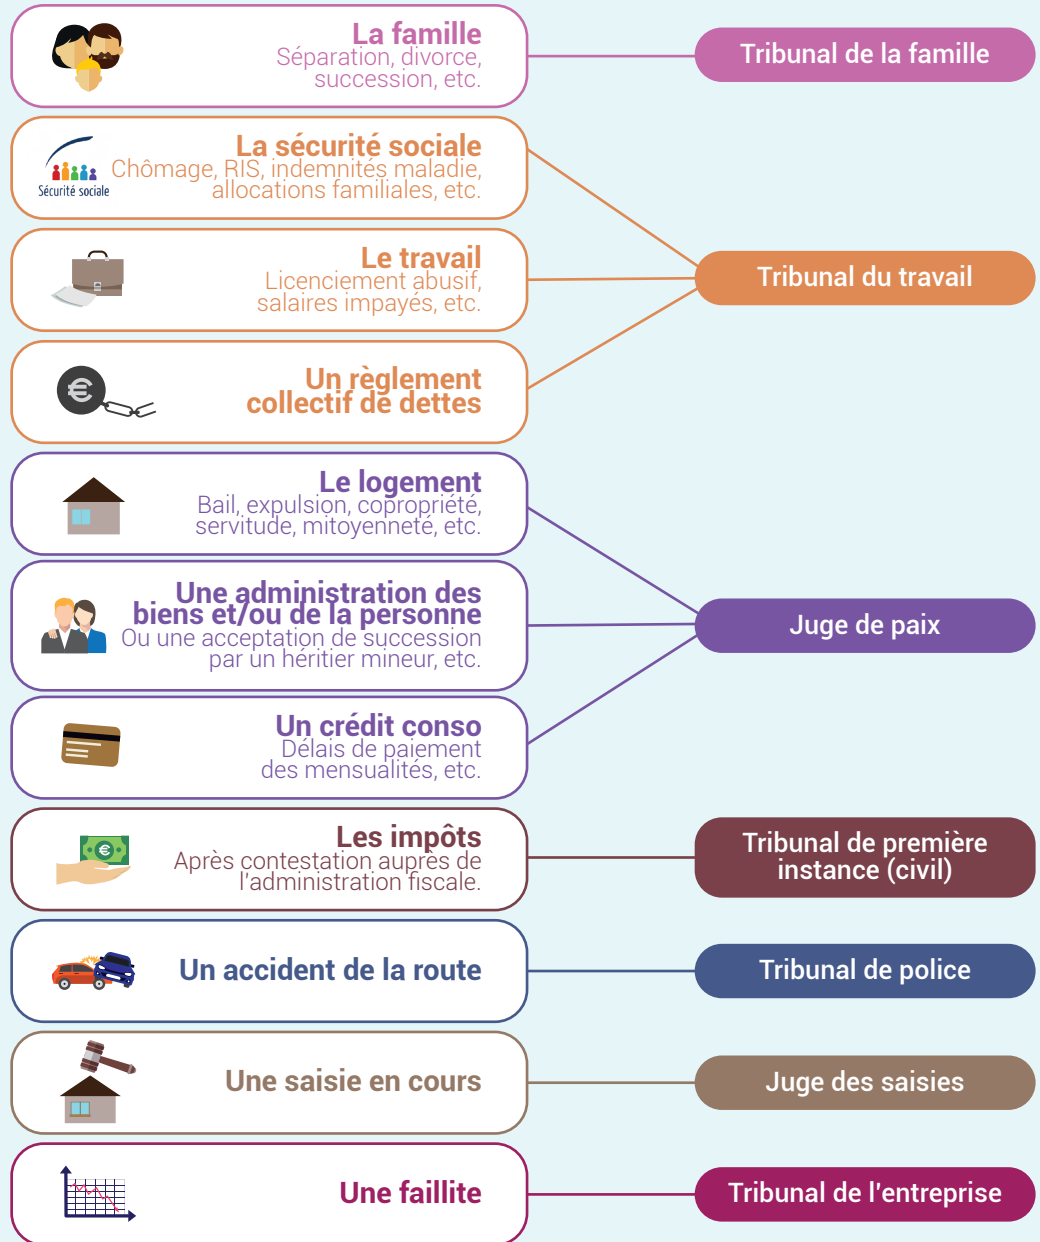 La famille
Séparation, divorce,
succession, etc.
Tribunal de la famille
La sécurité sociale
Chômage, RIS, indemnités maladie,
allocations familiales, etc.
Sécurité sociale
Le travail
Licenciement abusif,
salaires impayés, etc.
Tribunal du travail
Un règlement
collectif de dettes
€
Le logement
Bail, expulsion, copropriété,
servitude, mitoyenneté, etc.
Une administration des
biens et/ou de la personne
Ou une acceptation de succession
par un héritier mineur, etc.
Juge de paix
Un crédit conso
Délais de paiement
des mensualités, etc.
Les impôts
Après contestation auprès de
l'administration fiscale.
€
Tribunal de première
instance (civil)
Un accident de la route
Tribunal de police
Une saisie en cours
Juge des saisies
Une faillite
Tribunal de l'entreprise